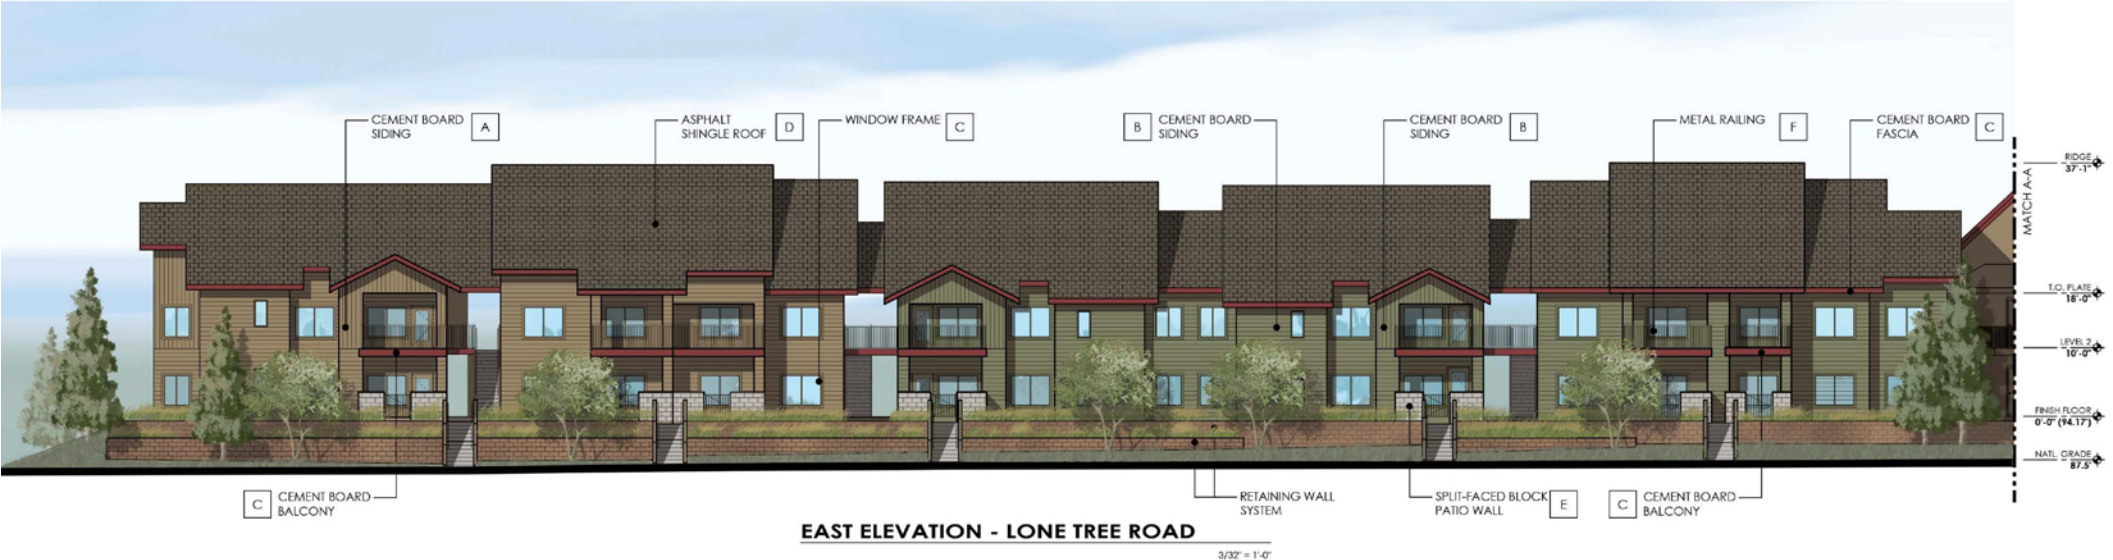 CEMENT BOARD
SIDING
A
ASPHALT
SHINGLE ROOF
D
WINDOW FRAME
C
B
CEMENT BOARD
SIDING
CEMENT BOARD
SIDING
B
METAL RAILING
F
CEMENT BOARD
FASCIA
C
RIDGE
37'-1"
MATCH A-A
T.O. PLATE
18'-0"
LEVEL 2
10'-0"
FINISH FLOOR
0'-0" (94.17')
NATL. GRADE
87.5'
C
CEMENT BOARD
BALCONY
RETAINING WALL
SYSTEM
SPLIT-FACED BLOCK
PATIO WALL
E
C
CEMENT BOARD
BALCONY
EAST ELEVATION - LONE TREE ROAD
3/32" = 1'-0"